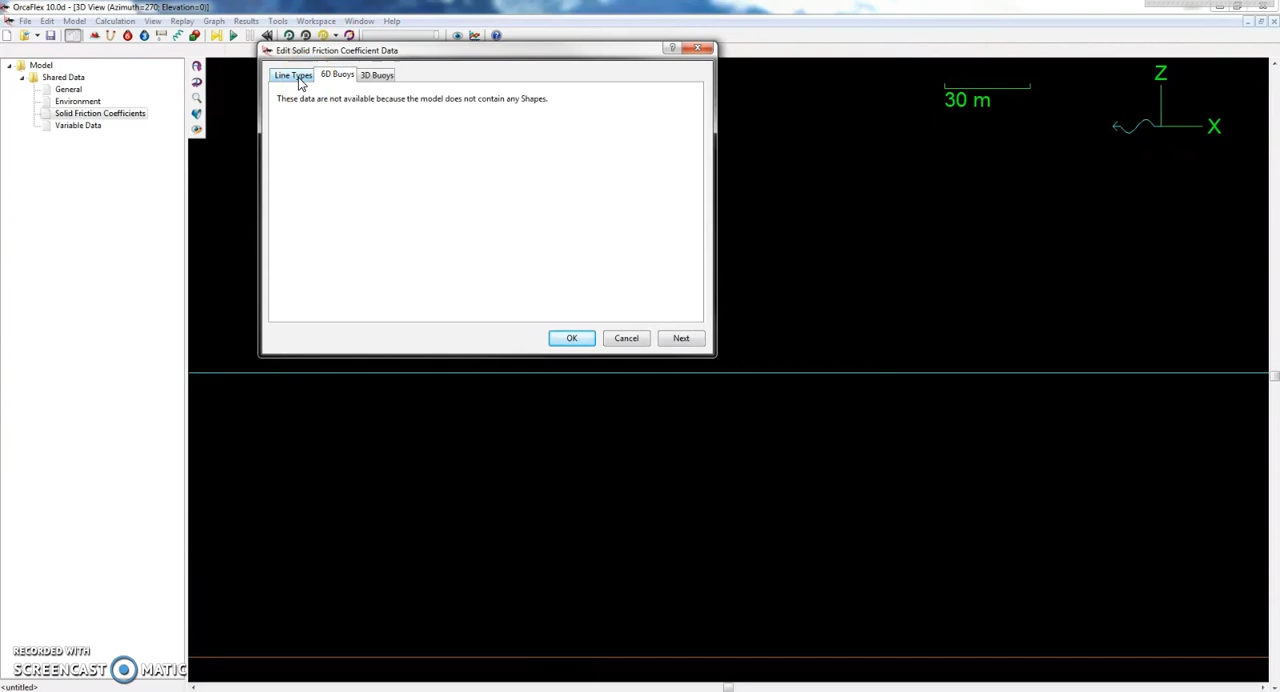 OrcaFlex 10.0d - [3D View (Azimuth=270; Elevation=0)]
File Edit Model Calculation View Replay Graph Results Tools Workspace Window Help
Edit Solid Friction Coefficient Data
Line Types 6D Buoys 3D Buoys
These data are not available because the model does not contain any Shapes.
OK Cancel Next
Model
Shared Data
General
Environment
Solid Friction Coefficients
Variable Data
30 m
Z
X
RECORDED WITH
SCREENCAST MATIC
<untitled>